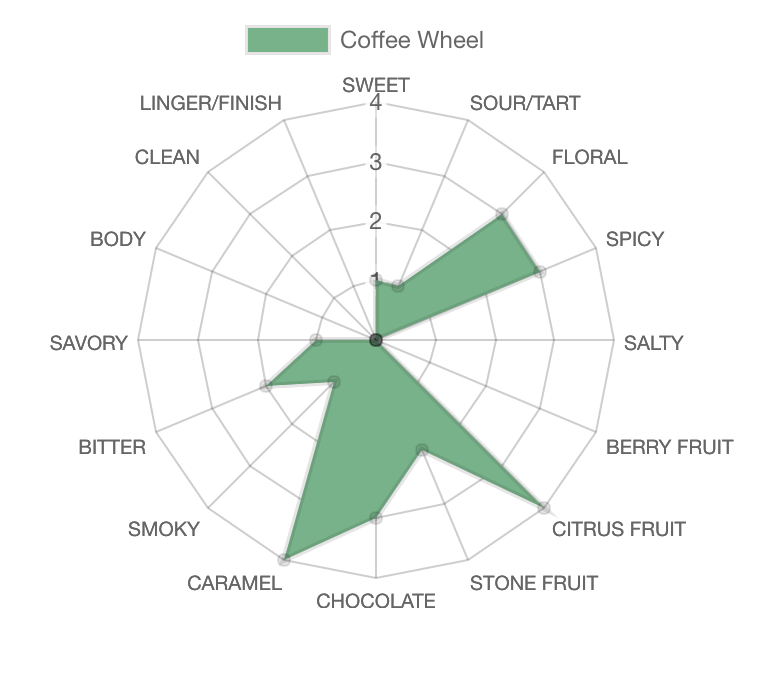 Coffee Wheel
SWEET
LINGER/FINISH
4
SOUR/TART
CLEAN
3
FLORAL
BODY
2
SPICY
1
SAVORY
SALTY
BITTER
BERRY FRUIT
SMOKY
CITRUS FRUIT
CARAMEL
STONE FRUIT
CHOCOLATE